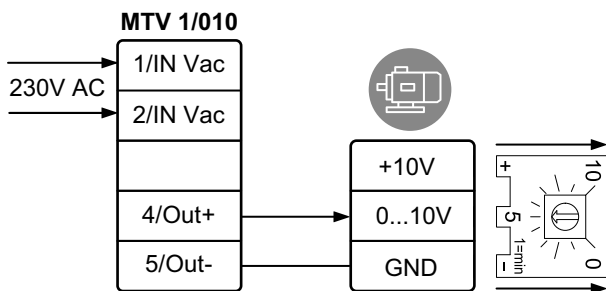 MTV 1/010
1/IN Vac
230V AC
2/IN Vac
4/Out+
5/Out-
+10V
0...10V
GND
+ 10
5
1=min
- 0